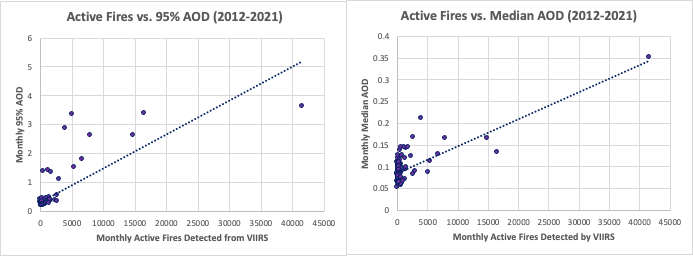 Active Fires vs. 95% AOD (2012-2021)
Monthly 95% AOD
6
5
4
3
2
1
0
0 5000 10000 15000 20000 25000 30000 35000 40000 45000
Monthly Active Fires Detected from VIIRS
Active Fires vs. Median AOD (2012-2021)
Monthly Median AOD
0.4
0.35
0.3
0.25
0.2
0.15
0.1
0.05
0
0 5000 10000 15000 20000 25000 30000 35000 40000 45000
Monthly Active Fires Detected by VIIRS